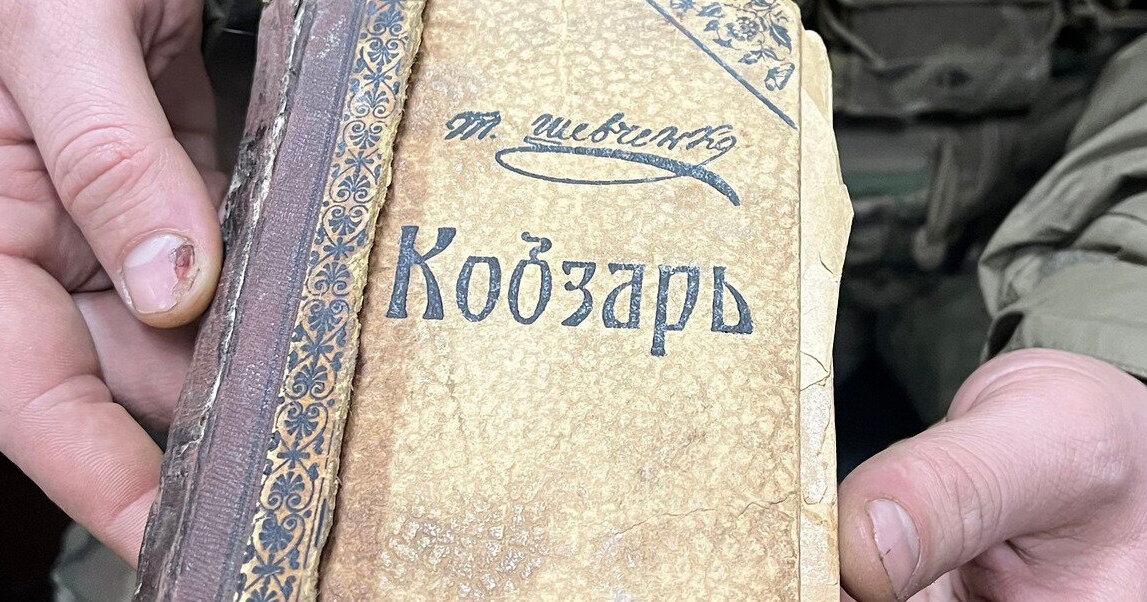 Т. Шевченко
Кобзарь